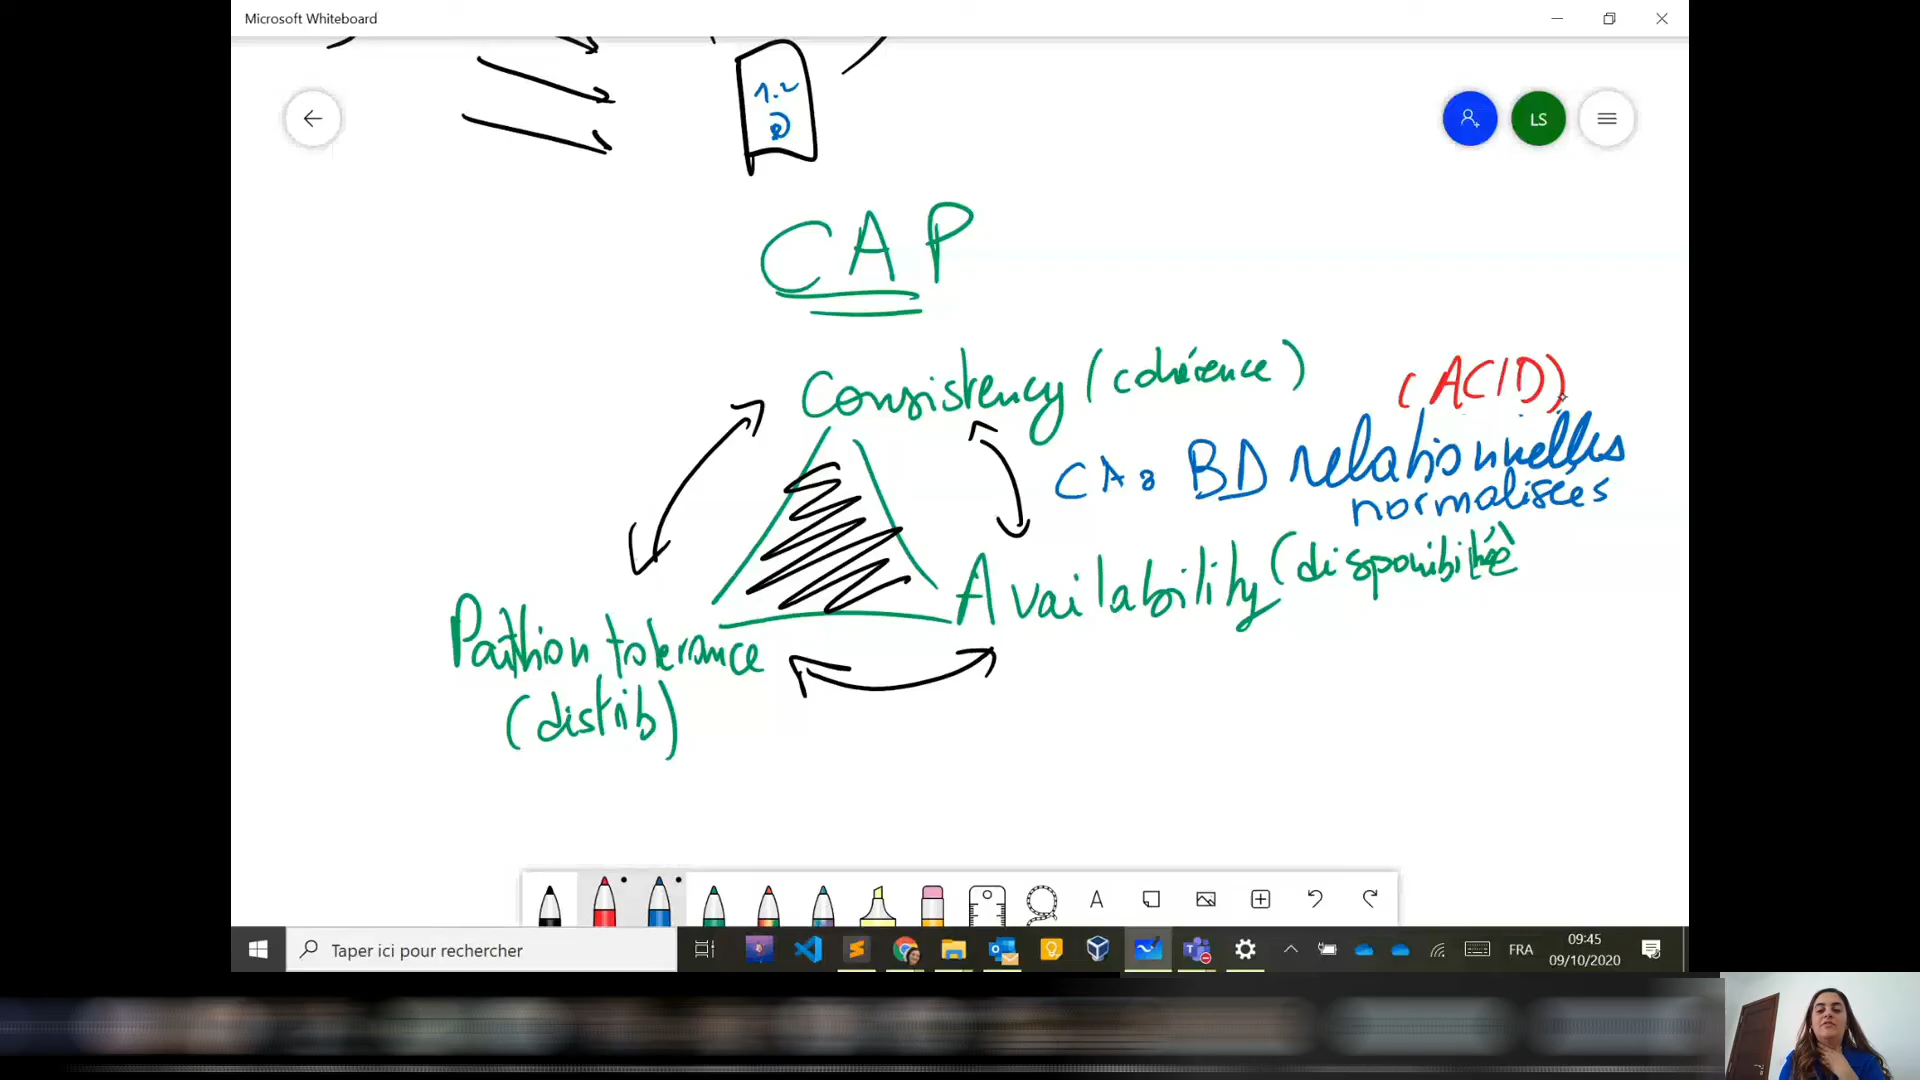 Microsoft Whiteboard
1.2
LS
CAP
Consistency (cohérence)
(ACID)
CA: BD relationnelles
normalisées
Availability (disponibilité)
Partition tolerance
(distrib)
A
Taper ici pour rechercher
FRA
09:45
09/10/2020